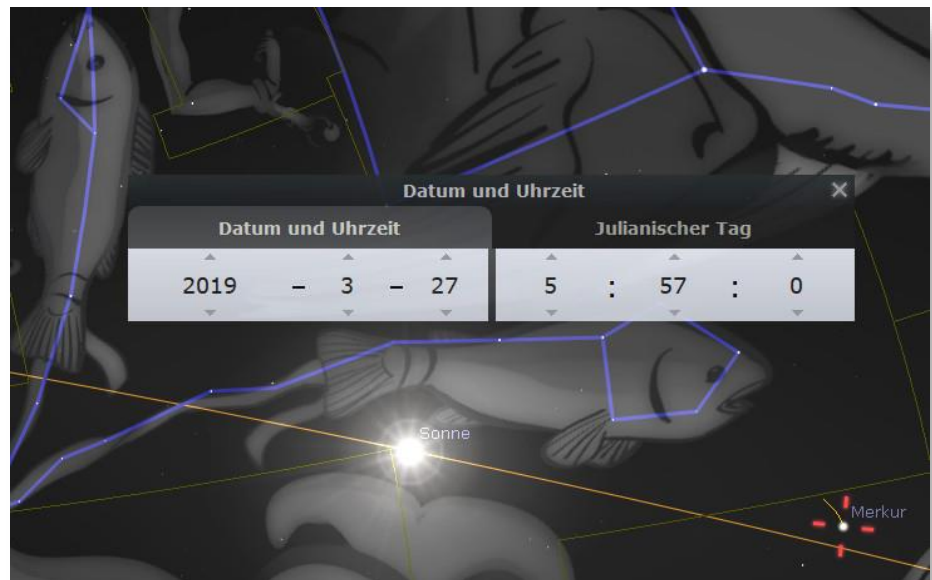 Datum und Uhrzeit
Datum und Uhrzeit Julianischer Tag
2019 – 3 – 27 5 : 57 : 0
Sonne
Merkur